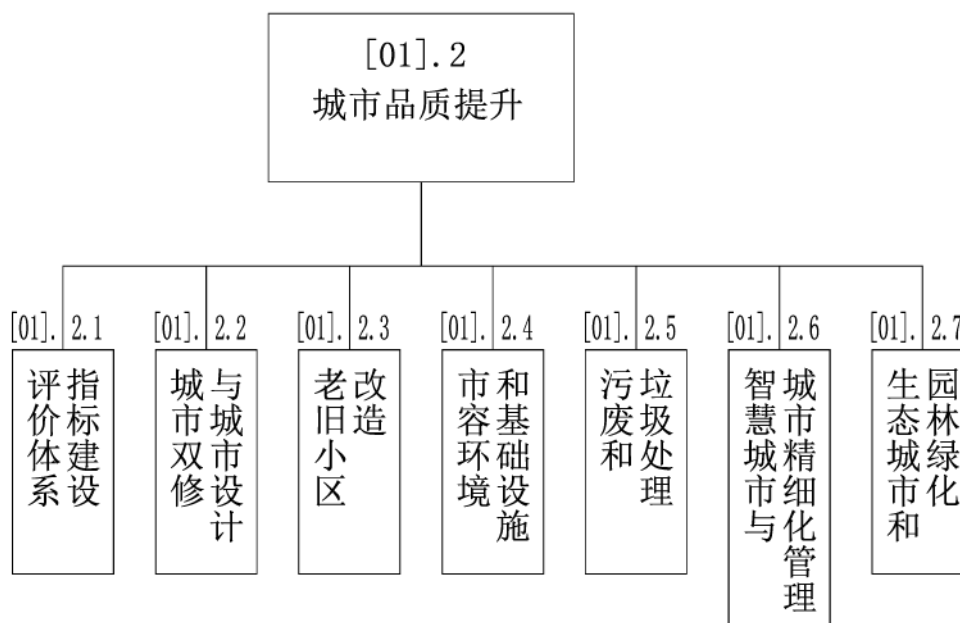 [01].2
城市品质提升
[01].2.1
评价体系
指标建设
[01].2.2
城市双修
与城市设计
[01].2.3
老旧小区
改造
[01].2.4
市容环境
和基础设施
[01].2.5
污废和
垃圾处理
[01].2.6
智慧城市与
城市精细化管理
[01].2.7
生态城市和
园林绿化